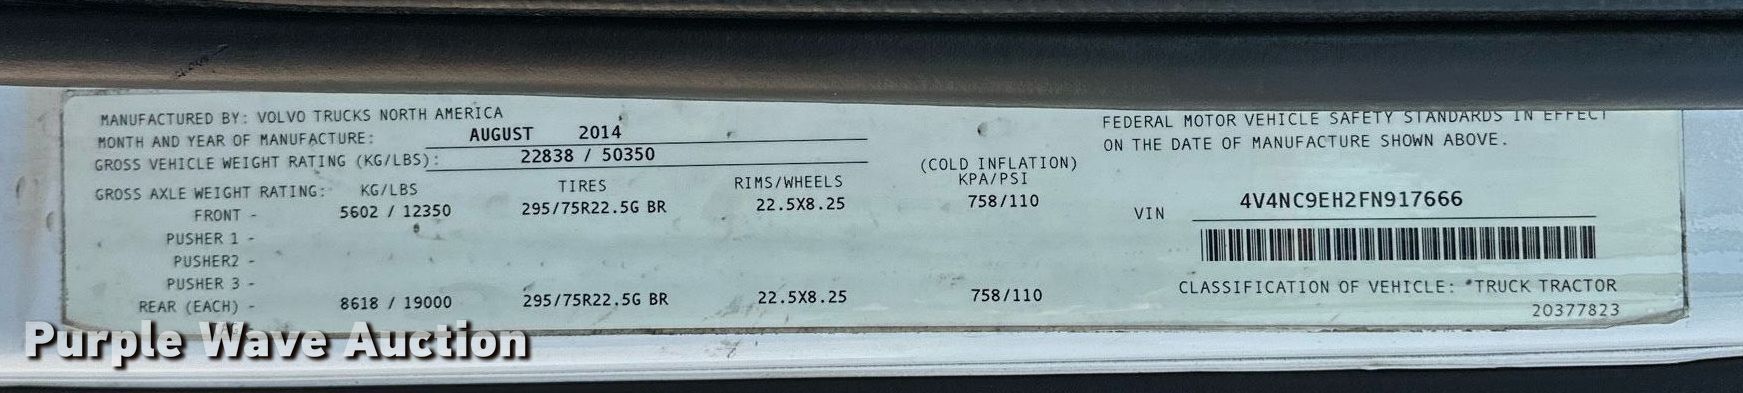 MANUFACTURED BY: VOLVO TRUCKS NORTH AMERICA
MONTH AND YEAR OF MANUFACTURE: AUGUST 2014
GROSS VEHICLE WEIGHT RATING (KG/LBS): 22838 / 50350
GROSS AXLE WEIGHT RATING: KG/LBS TIRES RIMS/WHEELS (COLD INFLATION) KPA/PSI
FRONT - 5602 / 12350 295/75R22.5G BR 22.5X8.25 758/110
PUSHER 1 -
PUSHER2 -
PUSHER 3 -
REAR (EACH) - 8618 / 19000 295/75R22.5G BR 22.5X8.25 758/110
FEDERAL MOTOR VEHICLE SAFETY STANDARDS IN EFFECT
ON THE DATE OF MANUFACTURE SHOWN ABOVE.
VIN 4V4NC9EH2FN917666
CLASSIFICATION OF VEHICLE: *TRUCK TRACTOR
20377823
Purple Wave Auction